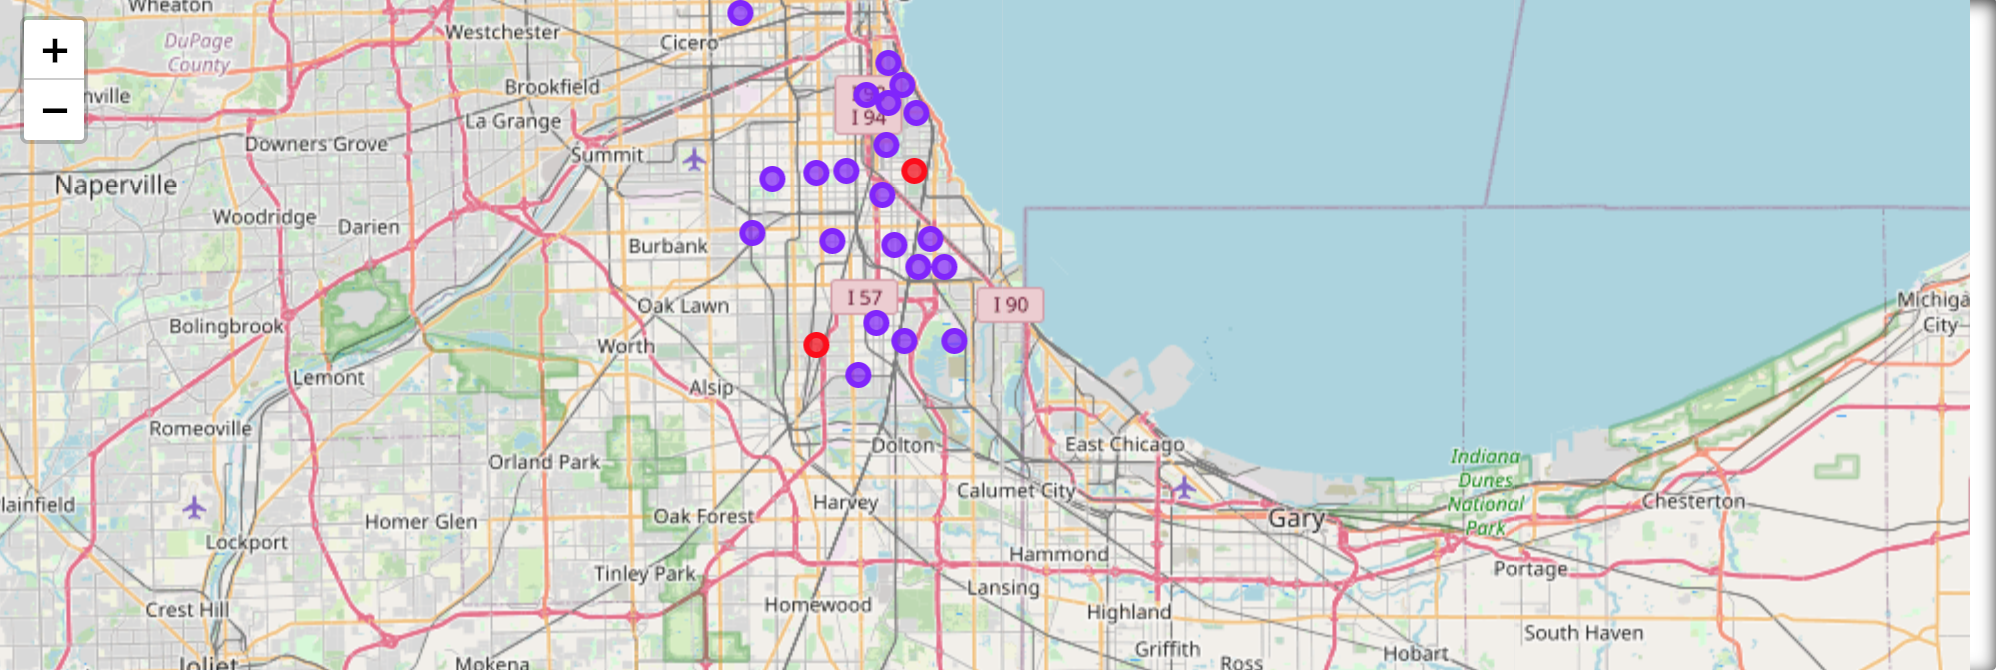 Wheaton
Westchester
Cicero
DuPage
County
+
−
Brookfield
nville
La Grange
I 94
Downers Grove
Summit
Naperville
Woodridge
Darien
Burbank
I 57
I 90
Oak Lawn
Michiga
City
Bolingbrook
Worth
Lemont
Alsip
Romeoville
Dolton
East Chicago
Orland Park
Indiana
Dunes
National
Park
Calumet City
lainfield
Harvey
Chesterton
Homer Glen
Oak Forest
Gary
Lockport
Hammond
Tinley Park
Portage
Lansing
Crest Hill
Homewood
Highland
South Haven
Griffith
Hobart
Joliet
Mokena
Ross